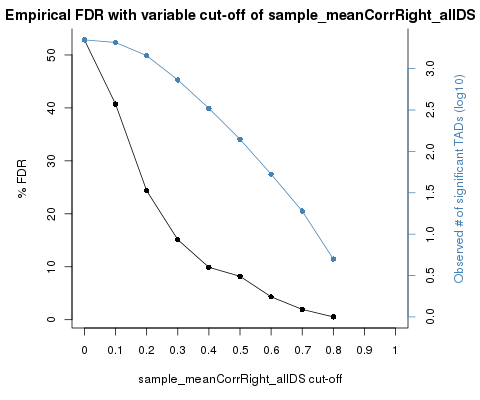 Empirical FDR with variable cut-off of sample_meanCorrRight_allDS
% FDR
0 10 20 30 40 50
0 0.1 0.2 0.3 0.4 0.5 0.6 0.7 0.8 0.9 1
sample_meanCorrRight_allDS cut-off
0.0 0.5 1.0 1.5 2.0 2.5 3.0
Observed # of significant TADs (log10)